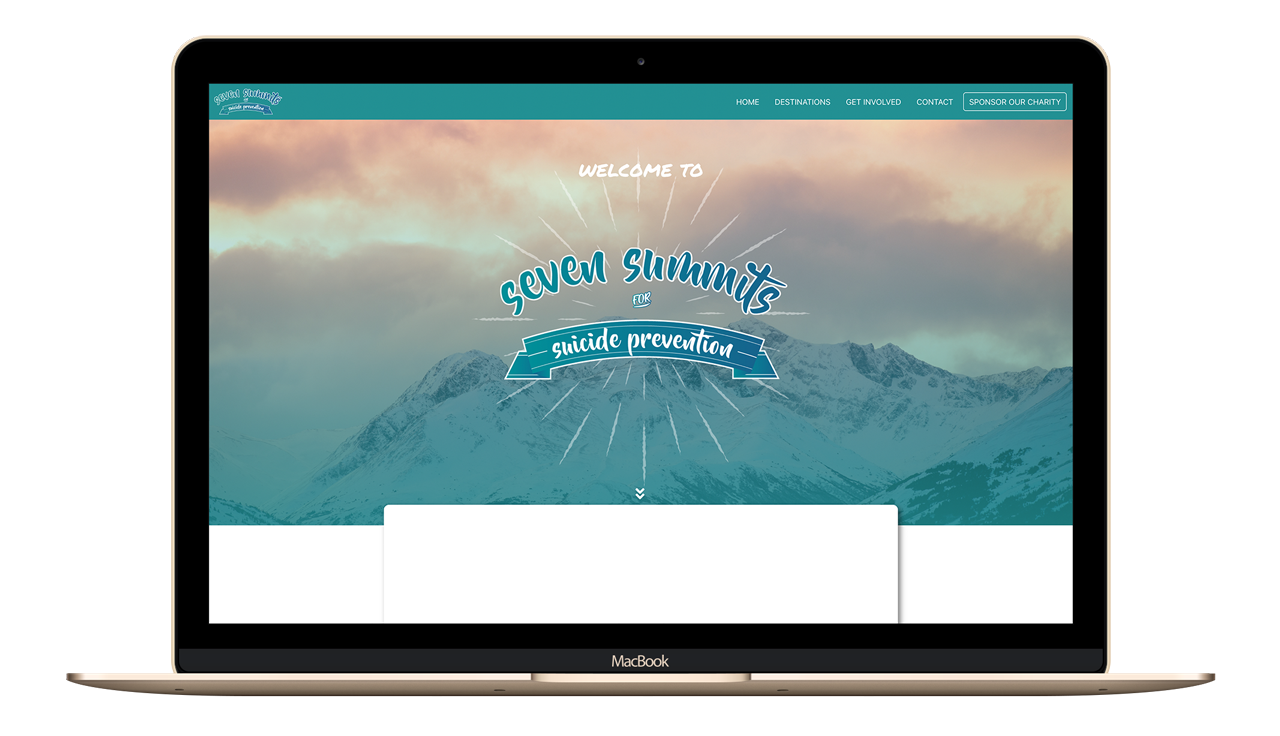 seven summits
for
suicide prevention
HOME DESTINATIONS GET INVOLVED CONTACT SPONSOR OUR CHARITY
WELCOME TO
seven summits
FOR
suicide prevention
MacBook